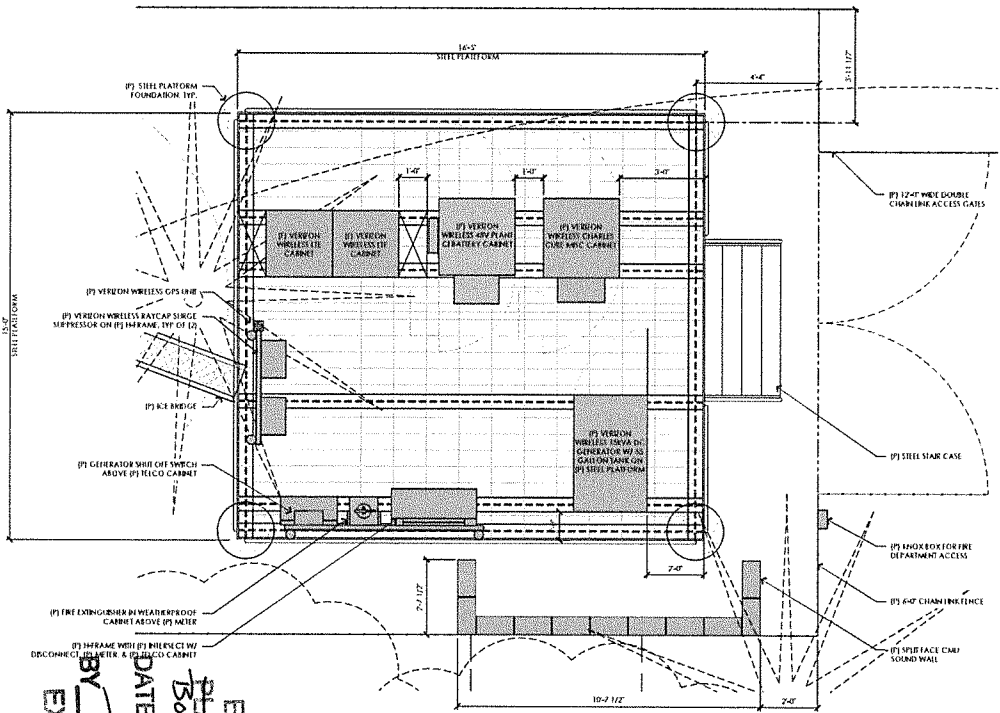 16'-5"
STEEL PLATEFORM
4'-4"
5'-11 1/2"
15'-0"
STEEL PLATFORM
(P) STEEL PLATFORM
FOUNDATION, TYP.
1'-0"
1'-0"
3'-0"
(P) 12'-0" WIDE DOUBLE
CHAIN LINK ACCESS GATES
(P) VERIZON
WIRELESS LTE
CABINET
(F) VERIZON
WIRELESS LTE
CABINET
(P) VERIZON
WIRELESS 48V PLANT
BATTERY CABINET
(P) VERIZON
WIRELESS CHARLES
CUBE MISC CABINET
(P) VERIZON WIRELESS GPS UNIT
(P) VERIZON WIRELESS RAYCAP SURGE
SUPPRESSOR ON (P) H-FRAME, TYP OF (2)
(P) ICE BRIDGE
(P) VERIZON
WIRELESS 15KVA DC
GENERATOR W/ 55
GALLON TANK ON
(P) STEEL PLATFORM
(P) STEEL STAIR CASE
(P) GENERATOR SHUT OFF SWITCH
ABOVE (P) TELCO CABINET
(P) KNOX BOX FOR FIRE
DEPARTMENT ACCESS
(P) 6'-0" CHAIN LINK FENCE
(P) SPLIT FACE CMU
SOUND WALL
(P) FIRE EXTINGUISHER IN WEATHERPROOF
CABINET ABOVE (P) METER
(P) H-FRAME WITH (P) INTERSECT W/
DISCONNECT, (P) METER, & (P) TELCO CABINET
2'-0"
2'-7 1/2"
10'-7 1/2"
2'-0"
DATE
BY
EX